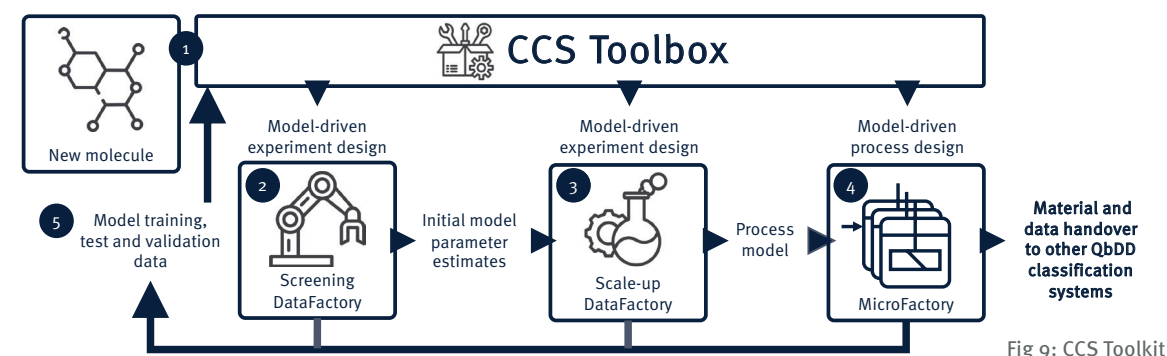 1
CCS Toolbox
New molecule
Model-driven
experiment design
Model-driven
experiment design
Model-driven
process design
2
Screening
DataFactory
Initial model
parameter
estimates
3
Scale-up
DataFactory
Process
model
4
MicroFactory
Material and
data handover
to other QbDD
classification
systems
5
Model training,
test and validation
data
Fig 9: CCS Toolkit